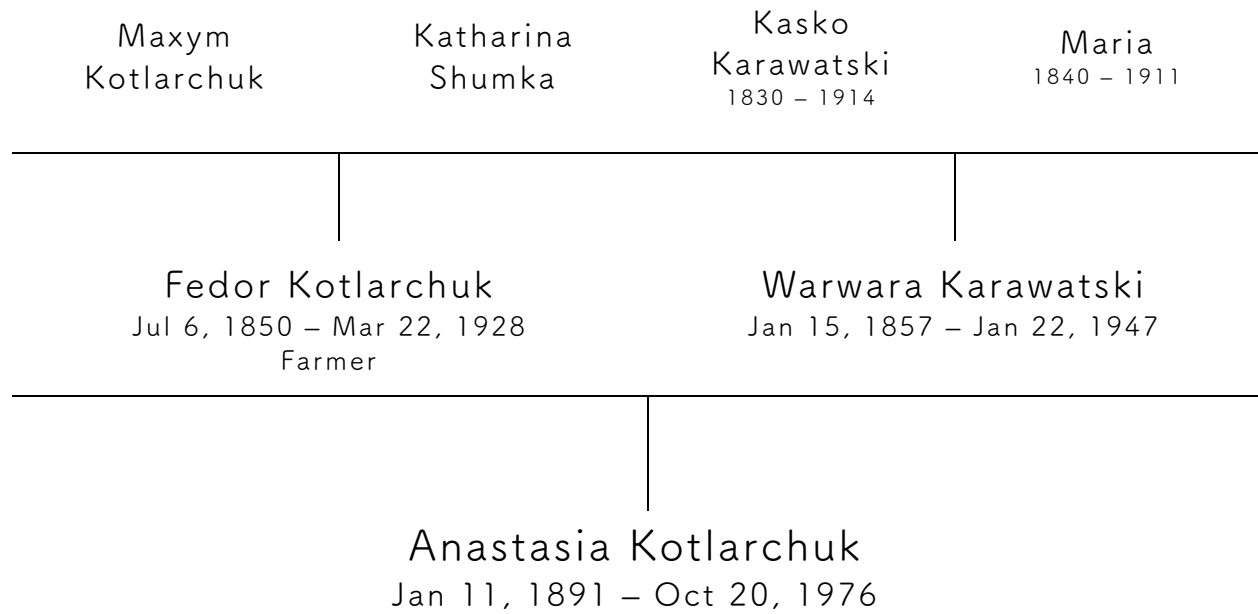 Maxym
Kotlarchuk
Katharina
Shumka
Kasko
Karawatski
1830 – 1914
Maria
1840 – 1911
Fedor Kotlarchuk
Jul 6, 1850 – Mar 22, 1928
Farmer
Warwara Karawatski
Jan 15, 1857 – Jan 22, 1947
Anastasia Kotlarchuk
Jan 11, 1891 – Oct 20, 1976